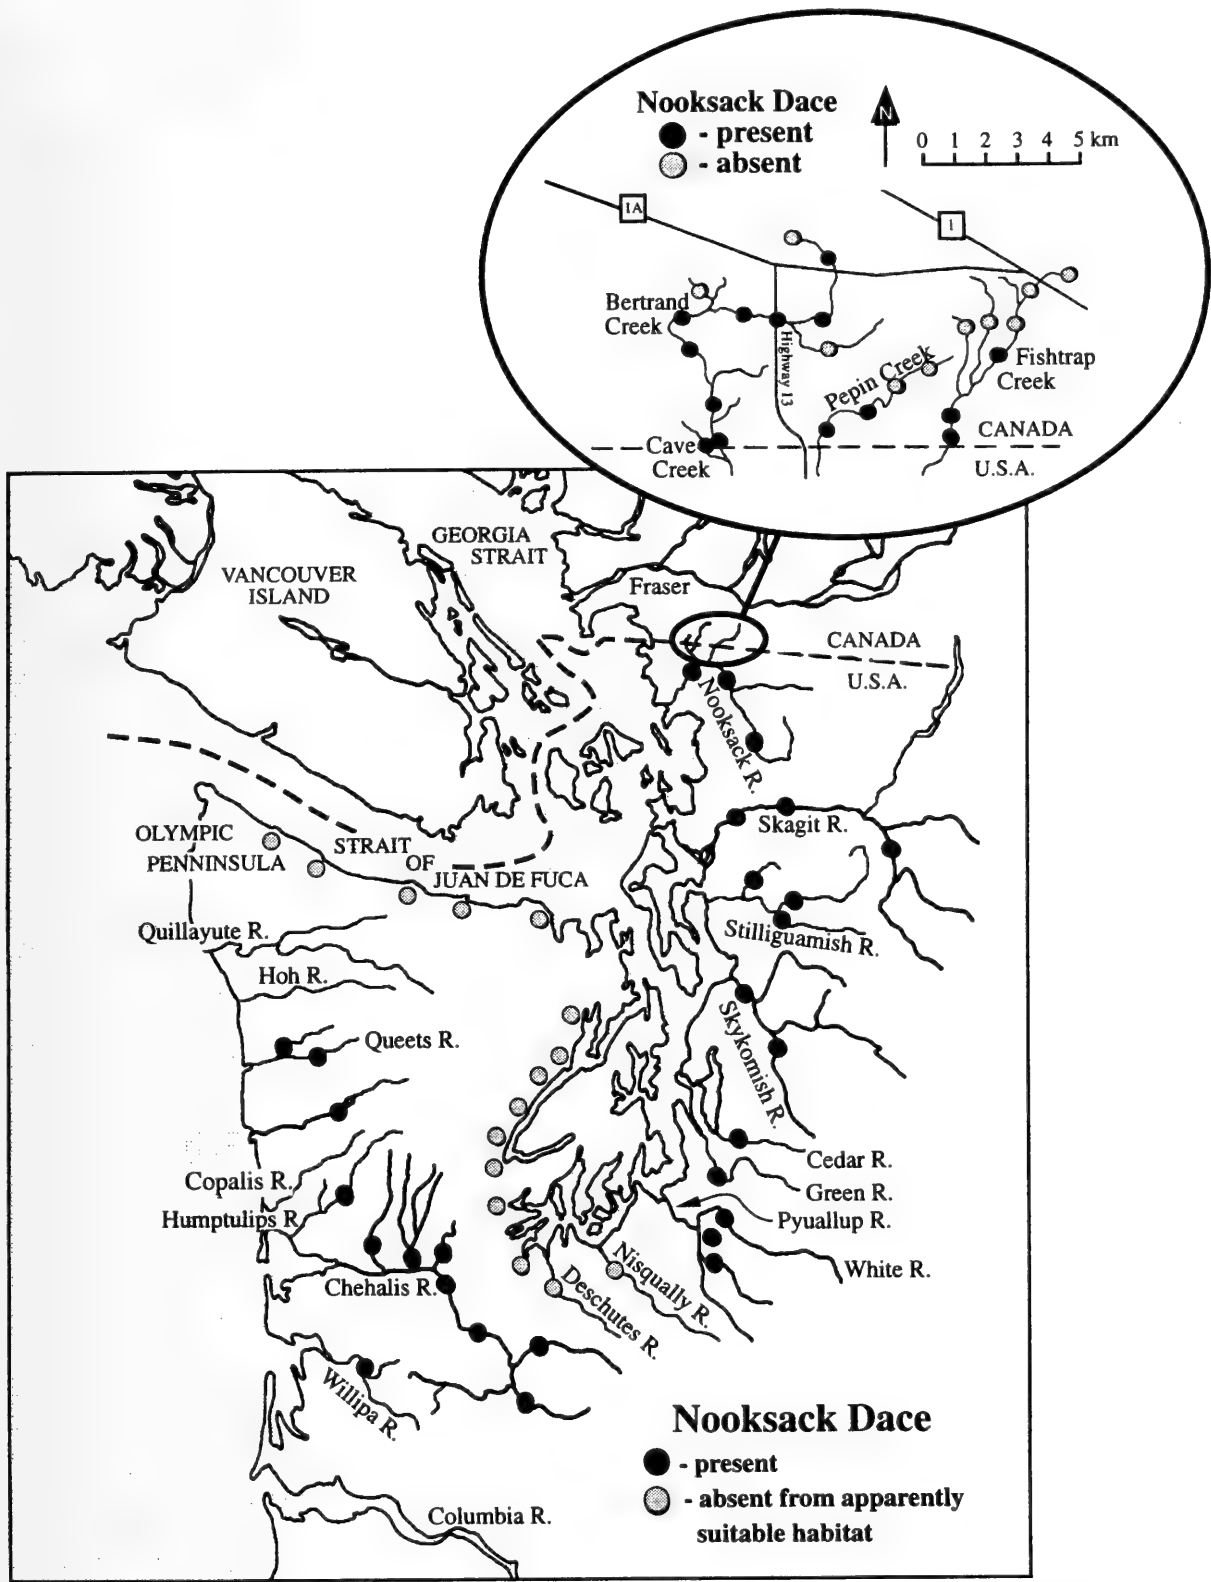 Nooksack Dace
- present
- absent
N
0 1 2 3 4 5 km
1A
1
Bertrand
Creek
Highway 13
Pepin Creek
Fishtrap
Creek
Cave
Creek
CANADA
U.S.A.
GEORGIA
STRAIT
VANCOUVER
ISLAND
Fraser
CANADA
U.S.A.
Nooksack R.
OLYMPIC
PENNINSULA
STRAIT
OF
JUAN DE FUCA
Skagit R.
Stilliguamish R.
Quillayute R.
Hoh R.
Queets R.
Skykomish R.
Cedar R.
Green R.
Pyuallup R.
White R.
Copalis R.
Humptulips R.
Chehalis R.
Nisqually R.
Deschutes R.
Willipa R.
Columbia R.
Nooksack Dace
- present
- absent from apparently
suitable habitat